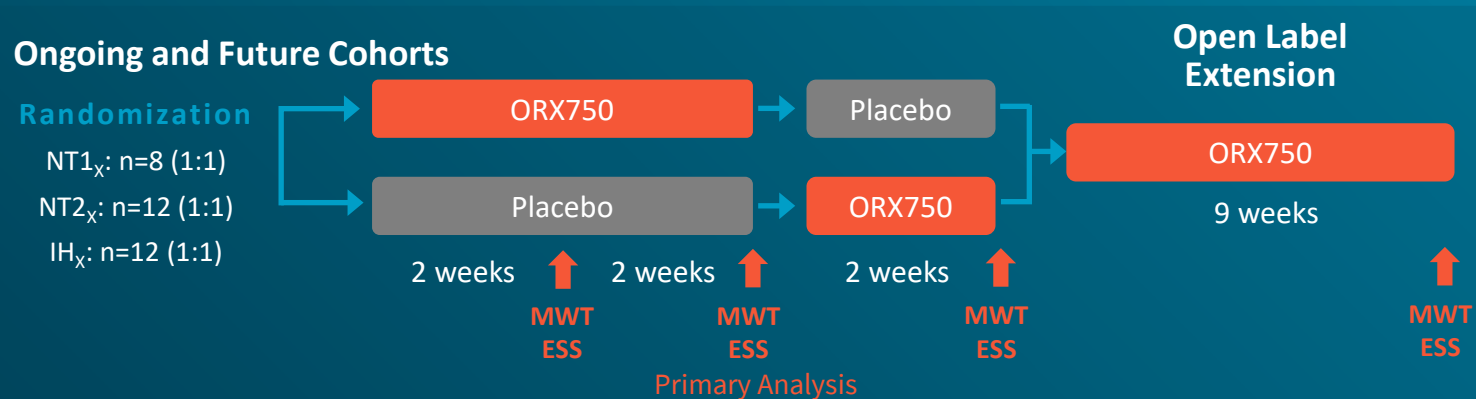 Ongoing and Future Cohorts
Randomization
NT1X: n=8 (1:1)
NT2X: n=12 (1:1)
IHX: n=12 (1:1)
ORX750
Placebo
Placebo
ORX750
2 weeks
2 weeks
2 weeks
MWT
ESS
MWT
ESS
MWT
ESS
Primary Analysis
Open Label
Extension
ORX750
9 weeks
MWT
ESS